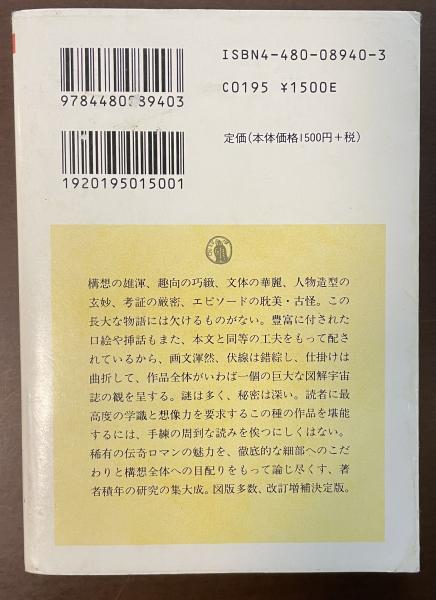 ISBN4-480-08940-3
9784480089403
C0195 ¥1500E
定価(本体価格1500円+税)
1920195015001
構想の雄渾、趣向の巧緻、文体の華麗、人物造型の
玄妙、考証の厳密、エピソードの耽美・古怪。この
長大な物語には欠けるものがない。豊富に付された
口絵や挿話もまた、本文と同等の工夫をもって配さ
れているから、画文渾然、伏線は錯綜し、仕掛けは
曲折して、作品全体がいわば一個の巨大な図解宇宙
誌の観を呈する。謎は多く、秘密は深い。読者に最
高度の学識と想像力を要求するこの種の作品を堪能
するには、手練の周到な読みを俟つにしくはない。
稀有の伝奇ロマンの魅力を、徹底的な細部へのこだ
わりと構想全体への目配りをもって論じ尽くす、著
者積年の研究の集大成。図版多数、改訂増補決定版。